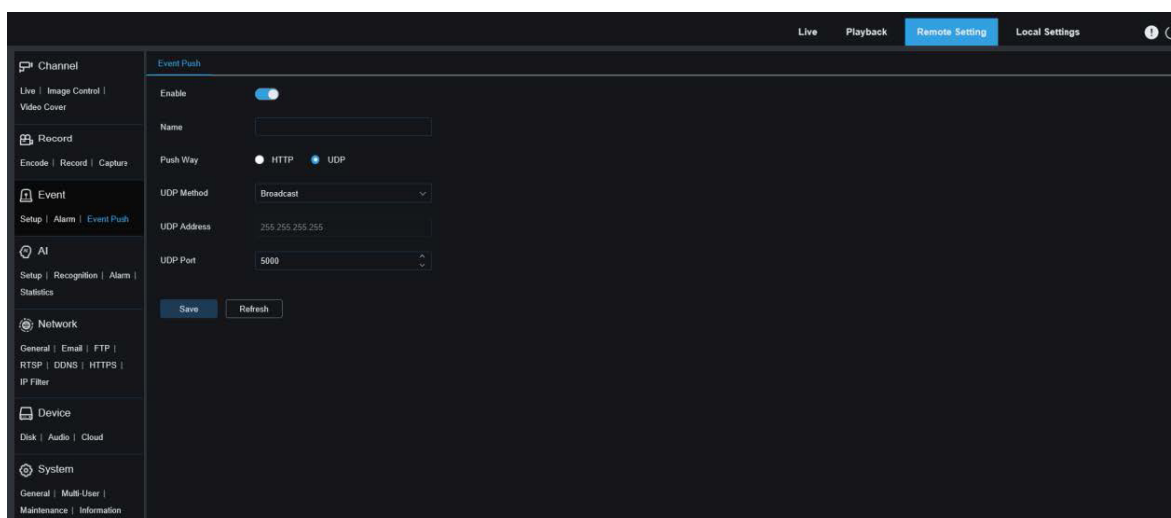 Live Playback Remote Setting Local Settings
Channel
Live | Image Control |
Video Cover
Record
Encode | Record | Capture
Event
Setup | Alarm | Event Push
AI
Setup | Recognition | Alarm |
Statistics
Network
General | Email | FTP |
RTSP | DDNS | HTTPS |
IP Filter
Device
Disk | Audio | Cloud
System
General | Multi-User |
Maintenance | Information
Event Push
Enable
Name
Push Way HTTP UDP
UDP Method Broadcast
UDP Address 255.255.255.255
UDP Port 5000
Save Refresh